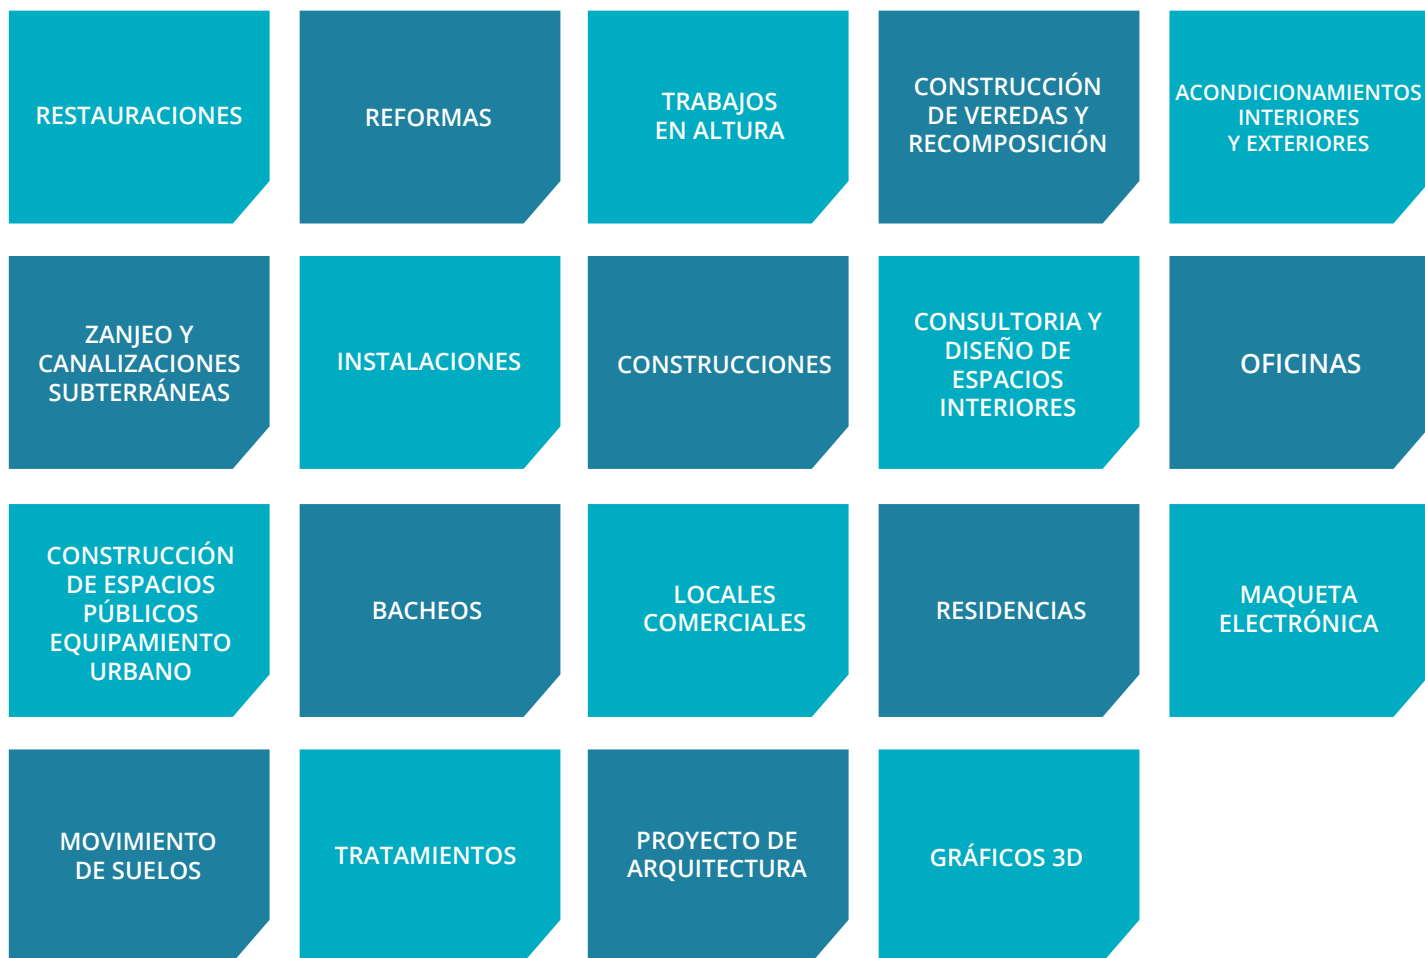 RESTAURACIONES
REFORMAS
TRABAJOS
EN ALTURA
CONSTRUCCIÓN
DE VEREDAS Y
RECOMPOSICIÓN
ACONDICIONAMIENTOS
INTERIORES
Y EXTERIORES
ZANJEO Y
CANALIZACIONES
SUBTERRÁNEAS
INSTALACIONES
CONSTRUCCIONES
CONSULTORIA Y
DISEÑO DE
ESPACIOS
INTERIORES
OFICINAS
CONSTRUCCIÓN
DE ESPACIOS
PÚBLICOS
EQUIPAMIENTO
URBANO
BACHEOS
LOCALES
COMERCIALES
RESIDENCIAS
MAQUETA
ELECTRÓNICA
MOVIMIENTO
DE SUELOS
TRATAMIENTOS
PROYECTO DE
ARQUITECTURA
GRÁFICOS 3D